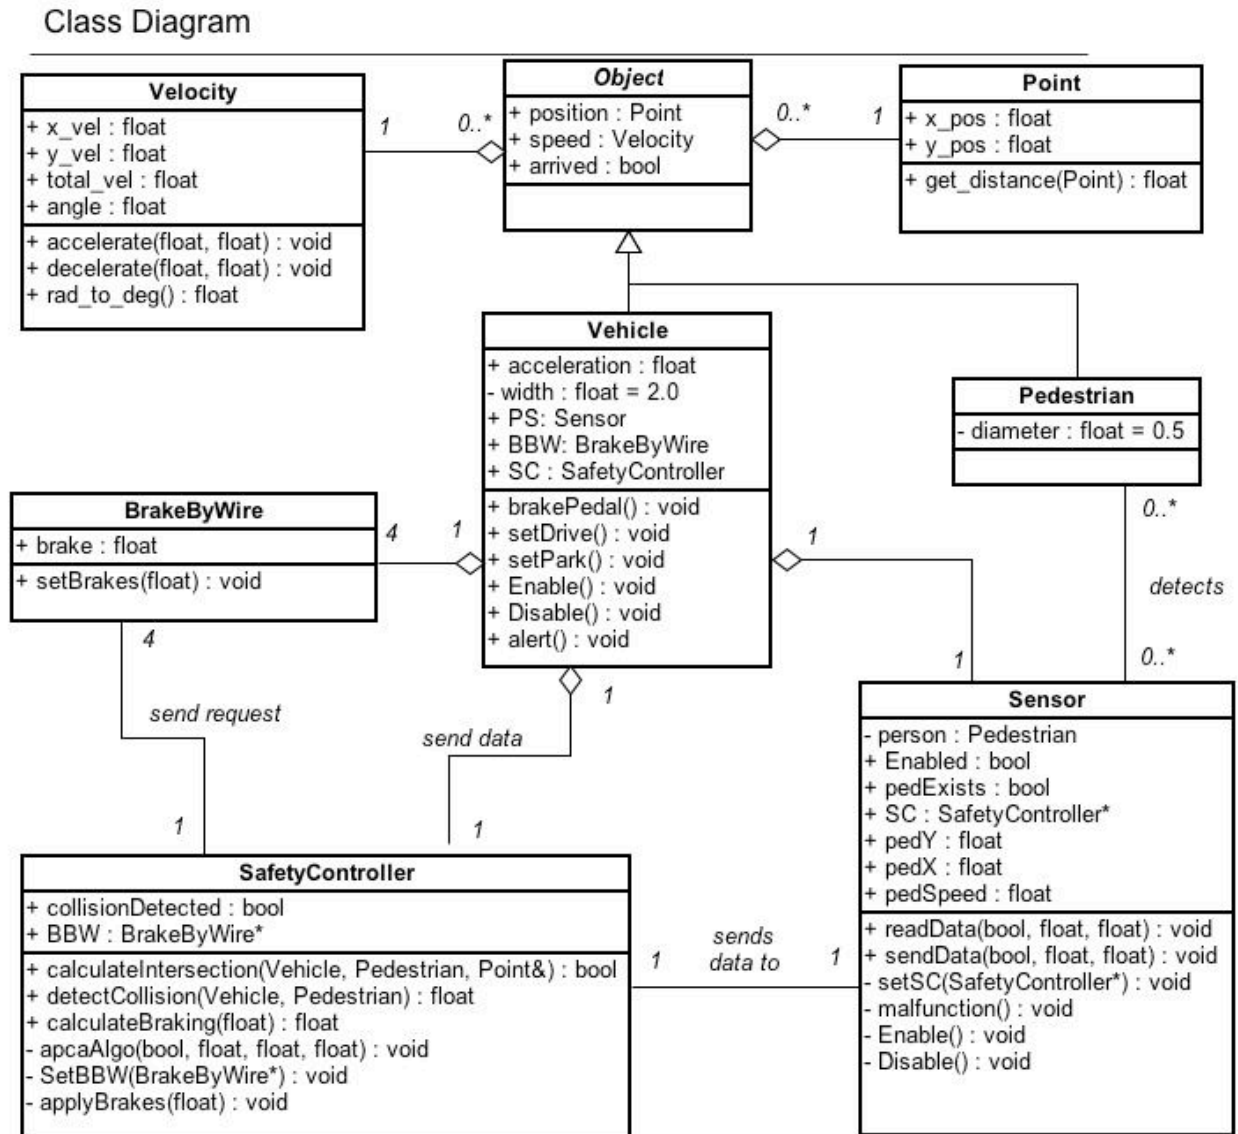 Class Diagram
Velocity
+ x_vel : float
+ y_vel : float
+ total_vel : float
+ angle : float
+ accelerate(float, float) : void
+ decelerate(float, float) : void
+ rad_to_deg() : float
1
0..*
Object
+ position : Point
+ speed : Velocity
+ arrived : bool
0..*
1
Point
+ x_pos : float
+ y_pos : float
+ get_distance(Point) : float
Vehicle
+ acceleration : float
- width : float = 2.0
+ PS: Sensor
+ BBW: BrakeByWire
+ SC : SafetyController
+ brakePedal() : void
+ setDrive() : void
+ setPark() : void
+ Enable() : void
+ Disable() : void
+ alert() : void
Pedestrian
- diameter : float = 0.5
0..*
detects
0..*
BrakeByWire
+ brake : float
+ setBrakes(float) : void
4
1
1
1
4
send request
1
1
send data
1
Sensor
- person : Pedestrian
+ Enabled : bool
+ pedExists : bool
+ SC : SafetyController*
+ pedY : float
+ pedX : float
+ pedSpeed : float
+ readData(bool, float, float) : void
+ sendData(bool, float, float) : void
- setSC(SafetyController*) : void
- malfunction() : void
- Enable() : void
- Disable() : void
SafetyController
+ collisionDetected : bool
+ BBW : BrakeByWire*
+ calculateIntersection(Vehicle, Pedestrian, Point&) : bool
+ detectCollision(Vehicle, Pedestrian) : float
+ calculateBraking(float) : float
- apcaAlgo(bool, float, float, float) : void
- SetBBW(BrakeByWire*) : void
- applyBrakes(float) : void
1
sends
data to
1